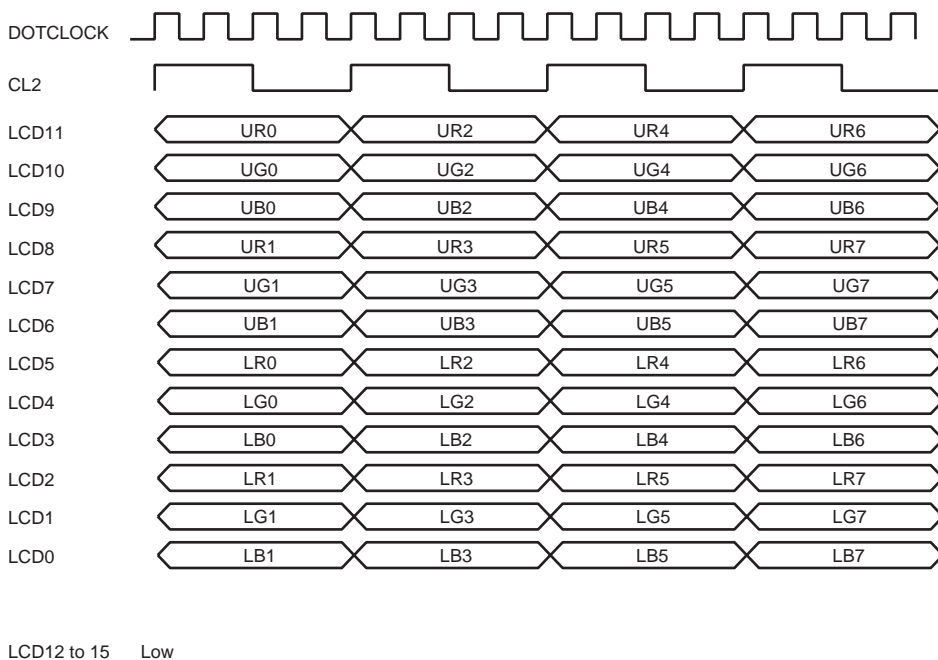 DOTCLOCK
CL2
LCD11 UR0 UR2 UR4 UR6
LCD10 UG0 UG2 UG4 UG6
LCD9 UB0 UB2 UB4 UB6
LCD8 UR1 UR3 UR5 UR7
LCD7 UG1 UG3 UG5 UG7
LCD6 UB1 UB3 UB5 UB7
LCD5 LR0 LR2 LR4 LR6
LCD4 LG0 LG2 LG4 LG6
LCD3 LB0 LB2 LB4 LB6
LCD2 LR1 LR3 LR5 LR7
LCD1 LG1 LG3 LG5 LG7
LCD0 LB1 LB3 LB5 LB7
LCD12 to 15 Low